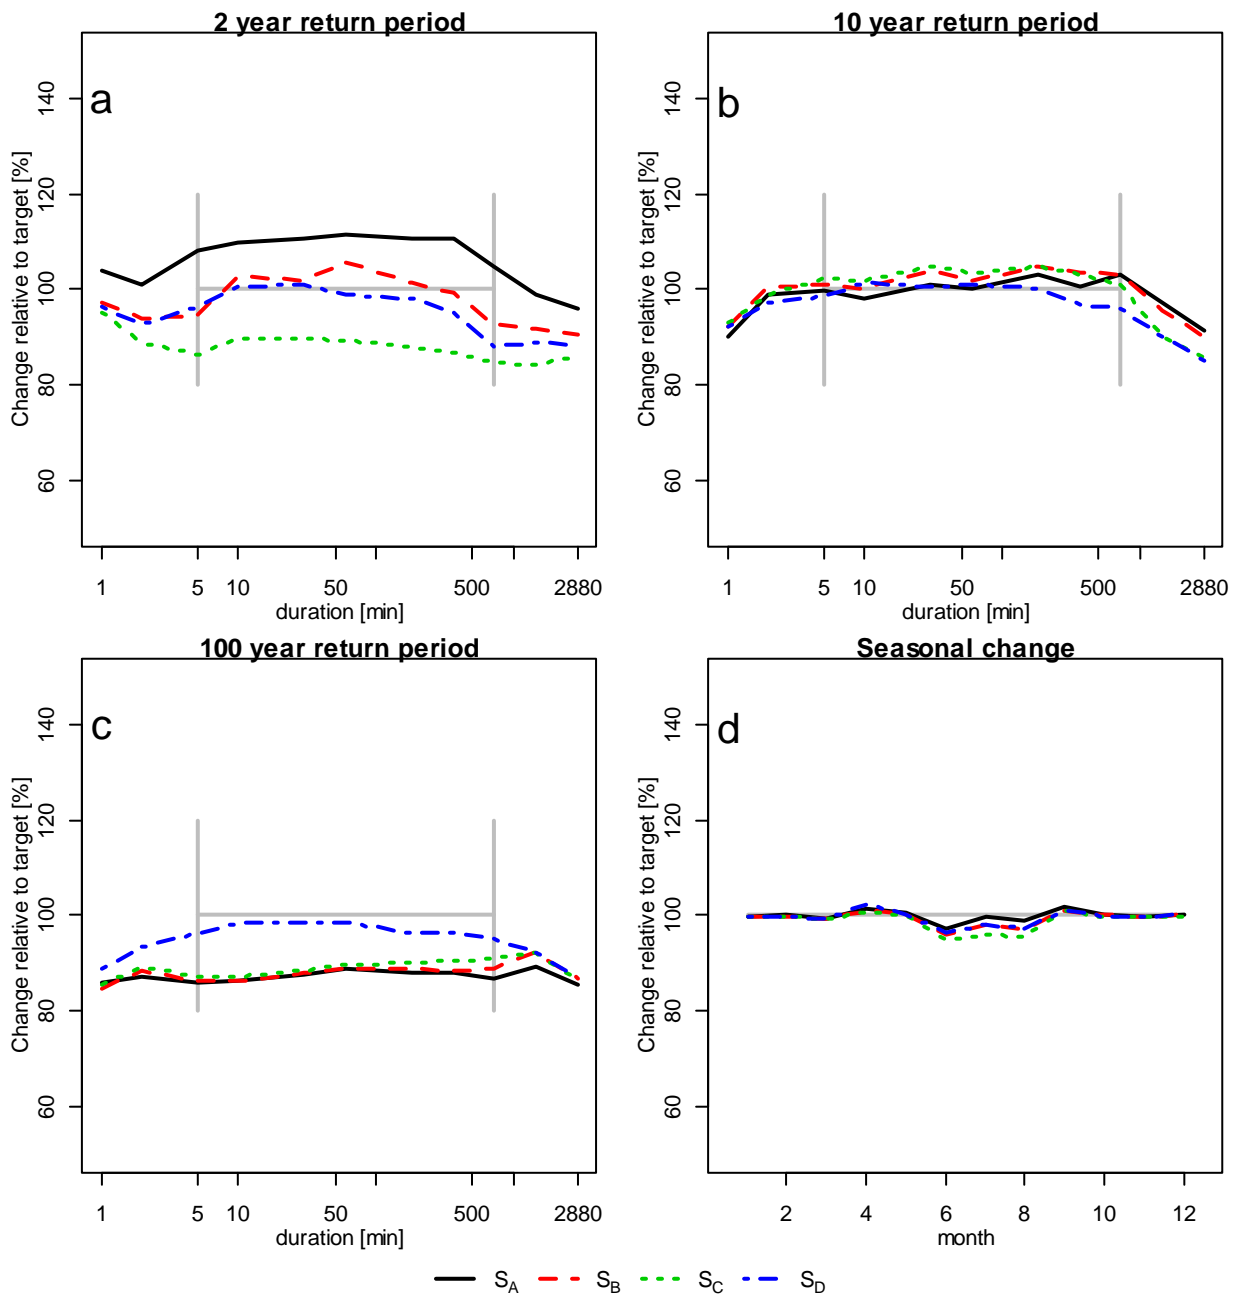 2 year return period
a
Change relative to target [%]
140
120
100
80
60
1 5 10 50 500 2880
duration [min]
10 year return period
b
Change relative to target [%]
140
120
100
80
60
1 5 10 50 500 2880
duration [min]
100 year return period
c
Change relative to target [%]
140
120
100
80
60
1 5 10 50 500 2880
duration [min]
Seasonal change
d
Change relative to target [%]
140
120
100
80
60
2 4 6 8 10 12
month
S_A S_B S_C S_D